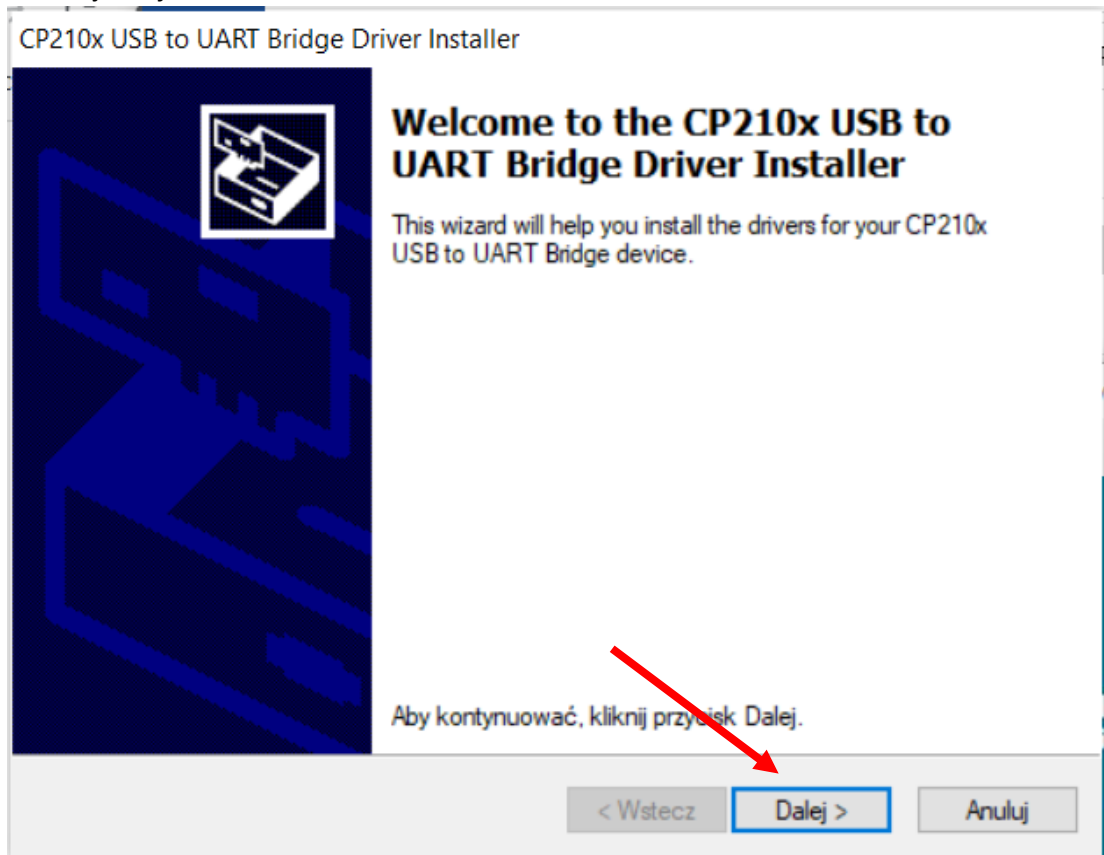 CP210x USB to UART Bridge Driver Installer
Welcome to the CP210x USB to
UART Bridge Driver Installer
This wizard will help you install the drivers for your CP210x
USB to UART Bridge device.
Aby kontynuować, kliknij przycisk Dalej.
< Wstecz
Dalej >
Anuluj